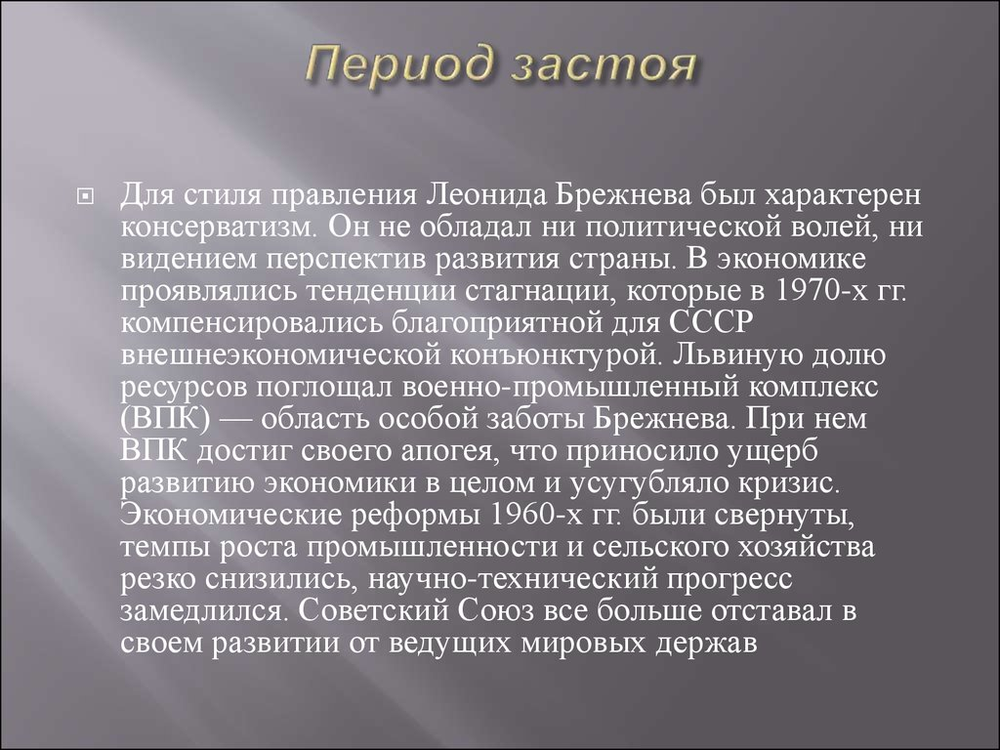 Период застоя
Для стиля правления Леонида Брежнева был характерен
консерватизм. Он не обладал ни политической волей, ни
видением перспектив развития страны. В экономике
проявлялись тенденции стагнации, которые в 1970-х гг.
компенсировались благоприятной для СССР
внешнеэкономической конъюнктурой. Львиную долю
ресурсов поглощал военно-промышленный комплекс
(ВПК) — область особой заботы Брежнева. При нем
ВПК достиг своего апогея, что приносило ущерб
развитию экономики в целом и усугубляло кризис.
Экономические реформы 1960-х гг. были свернуты,
темпы роста промышленности и сельского хозяйства
резко снизились, научно-технический прогресс
замедлился. Советский Союз все больше отставал в
своем развитии от ведущих мировых держав